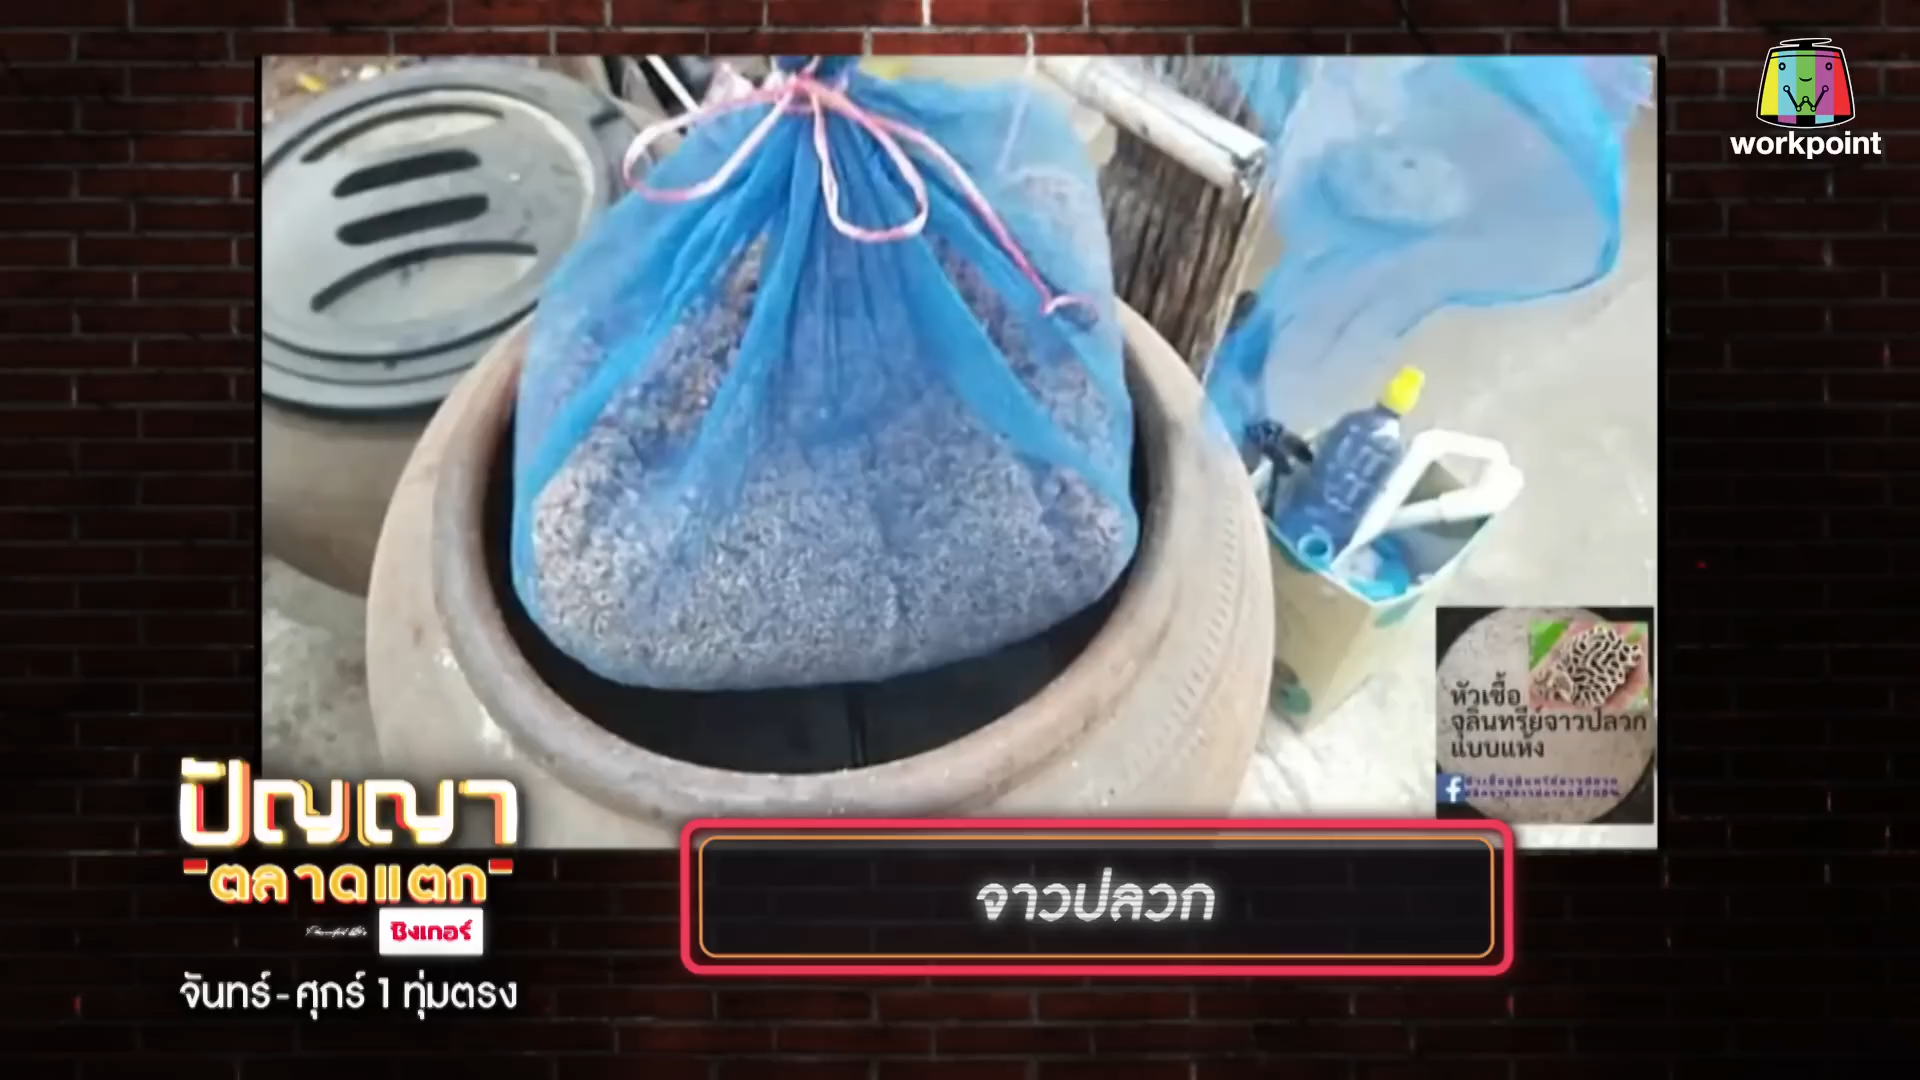 workpoint
หัวเชื้อ
จุลินทรีย์จาวปลวก
แบบแห้ง
ปัญญา
"ตลาดแตก"
ซิงเกอร์
จันทร์-ศุกร์ 1 ทุ่มตรง
จาวปลวก